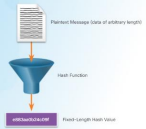 Plaintext Message (data of arbitrary length)
Hash Function
Fixed-Length Hash Value